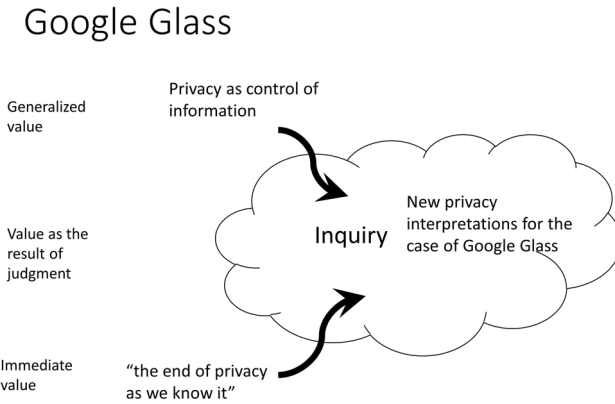 Google Glass
Privacy as control of
information
Generalized
value
New privacy
interpretations for the
case of Google Glass
Inquiry
Value as the
result of
judgment
Immediate
value
“the end of privacy
as we know it”